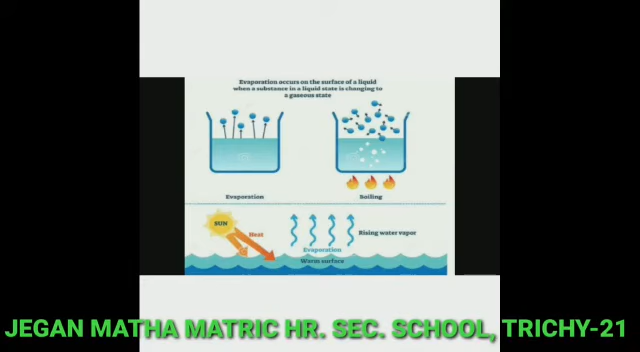 Evaporation occurs on the surface of a liquid
when a substance in a liquid state is changing to
a gaseous state
Evaporation
Boiling
SUN
Heat
Rising water vapor
Evaporation
Warm surface
JEGAN MATHA MATRIC HR. SEC. SCHOOL, TRICHY-21